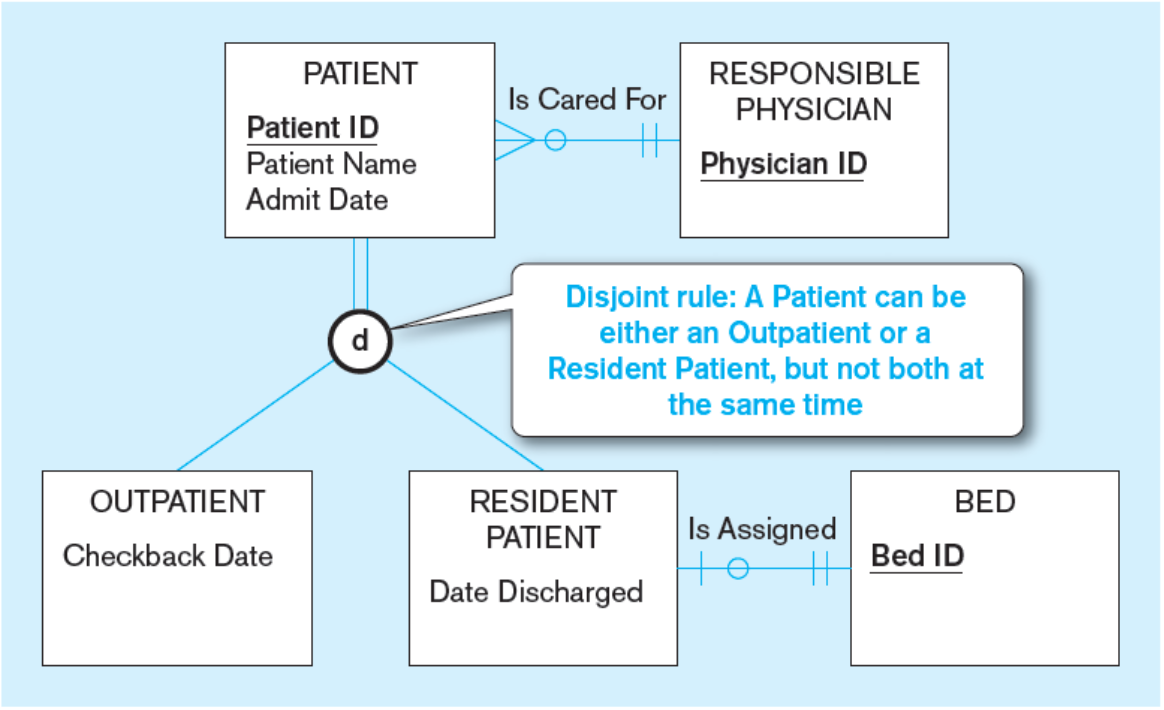 PATIENT
Patient ID
Patient Name
Admit Date
Is Cared For
RESPONSIBLE
PHYSICIAN
Physician ID
d
Disjoint rule: A Patient can be
either an Outpatient or a
Resident Patient, but not both at
the same time
OUTPATIENT
Checkback Date
RESIDENT
PATIENT
Date Discharged
Is Assigned
BED
Bed ID